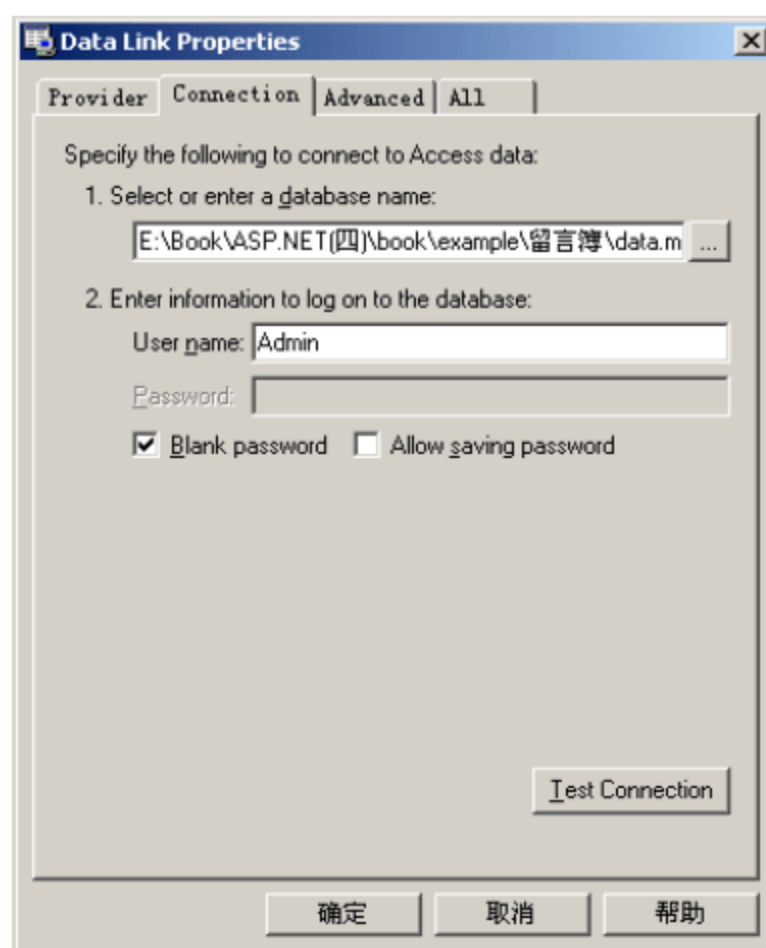 Data Link Properties
Provider Connection Advanced All
Specify the following to connect to Access data:
1. Select or enter a database name:
E:\Book\ASP.NET(四)\book\example\留言簿\data.m ...
2. Enter information to log on to the database:
User name: Admin
Password:
Blank password Allow saving password
Test Connection
确定 取消 帮助